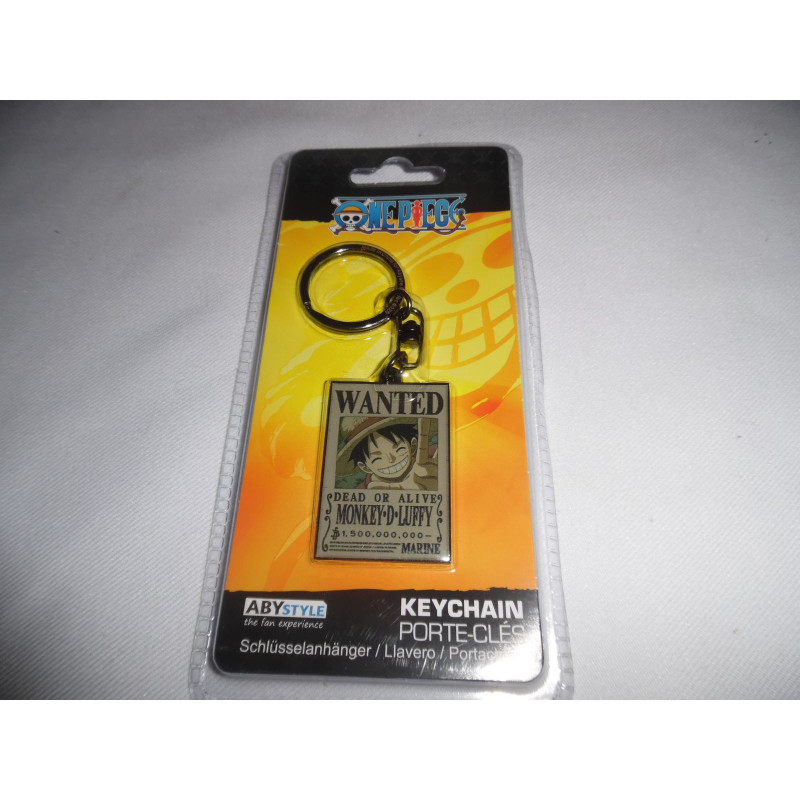 ONE PIECE
WANTED
DEAD OR ALIVE
MONKEY·D·LUFFY
1,500,000,000-
MARINE
ABYSTYLE
the fan experience
KEYCHAIN
PORTE-CLÉS
Schlüsselanhänger / Llavero / Portach